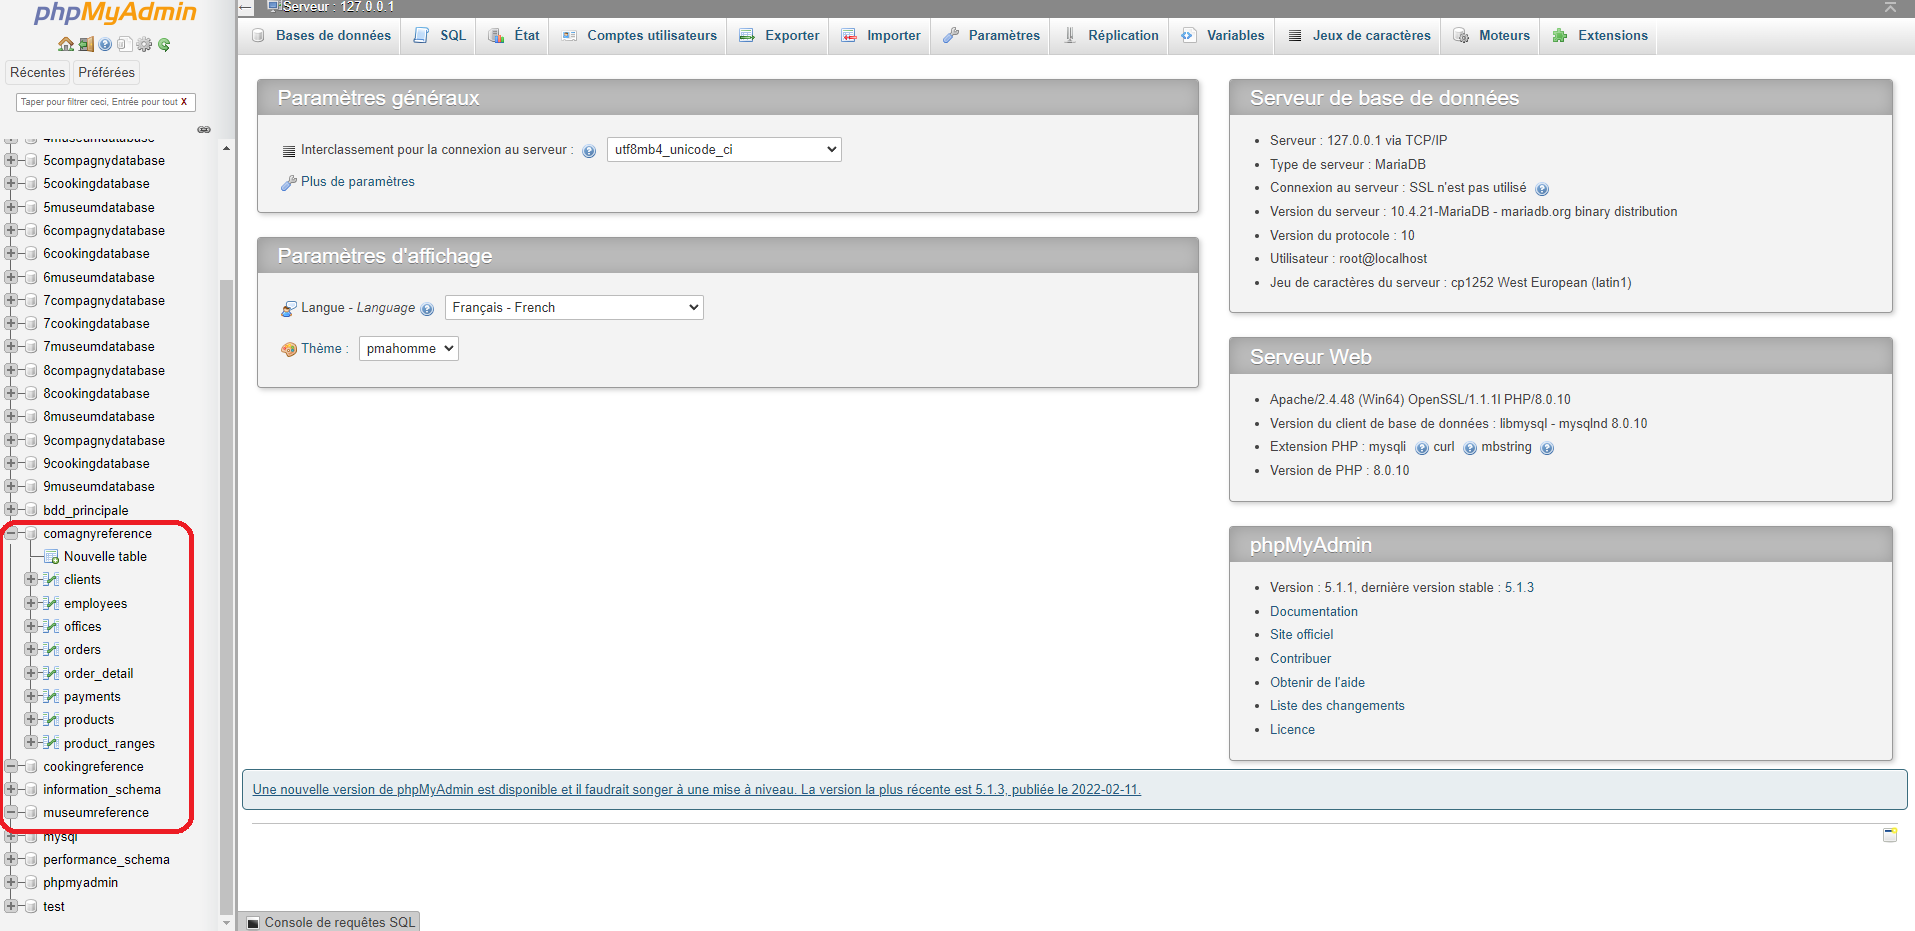 phpMyAdmin
Récentes
Préférées
Taper pour filtrer ceci, Entrée pour tout X
4museumdatabase
5compagnydatabase
5cookingdatabase
5museumdatabase
6compagnydatabase
6cookingdatabase
6museumdatabase
7compagnydatabase
7cookingdatabase
7museumdatabase
8compagnydatabase
8cookingdatabase
8museumdatabase
9compagnydatabase
9cookingdatabase
9museumdatabase
bdd_principale
comagnyreference
Nouvelle table
clients
employees
offices
orders
order_detail
payments
products
product_ranges
cookingreference
information_schema
museumreference
mysql
performance_schema
phpmyadmin
test
Serveur : 127.0.0.1
Bases de données
SQL
État
Comptes utilisateurs
Exporter
Importer
Paramètres
Réplication
Variables
Jeux de caractères
Moteurs
Extensions
Paramètres généraux
Interclassement pour la connexion au serveur : utf8mb4_unicode_ci
Plus de paramètres
Paramètres d'affichage
Langue - Language Français - French
Thème : pmahomme
Serveur de base de données
Serveur : 127.0.0.1 via TCP/IP
Type de serveur : MariaDB
Connexion au serveur : SSL n'est pas utilisé
Version du serveur : 10.4.21-MariaDB - mariadb.org binary distribution
Version du protocole : 10
Utilisateur : root@localhost
Jeu de caractères du serveur : cp1252 West European (latin1)
Serveur Web
Apache/2.4.48 (Win64) OpenSSL/1.1.1l PHP/8.0.10
Version du client de base de données : libmysql - mysqlnd 8.0.10
Extension PHP : mysqli curl mbstring
Version de PHP : 8.0.10
phpMyAdmin
Version : 5.1.1, dernière version stable : 5.1.3
Documentation
Site officiel
Contribuer
Obtenir de l'aide
Liste des changements
Licence
Une nouvelle version de phpMyAdmin est disponible et il faudrait songer à une mise à niveau. La version la plus récente est 5.1.3, publiée le 2022-02-11.
Console de requêtes SQL